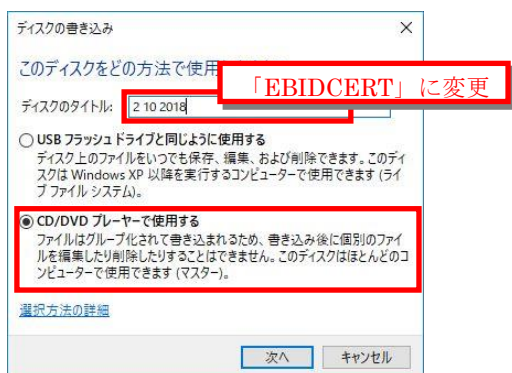 ディスクの書き込み
このディスクをどの方法で使用
「EBIDCERT」に変更
ディスクのタイトル: 2 10 2018
USB フラッシュ ドライブと同じように使用する
ディスク上のファイルをいつでも保存、編集、および削除できます。このディ
スクは Windows XP 以降を実行するコンピューターで使用できます (ライ
ブ ファイル システム)。
CD/DVD プレーヤーで使用する
ファイルはグループ化されて書き込まれるため、書き込み後に個別のファイ
ルを編集したり削除したりすることはできません。このディスクはほとんどのコ
ンピューターで使用できます (マスター)。
選択方法の詳細
次へ
キャンセル